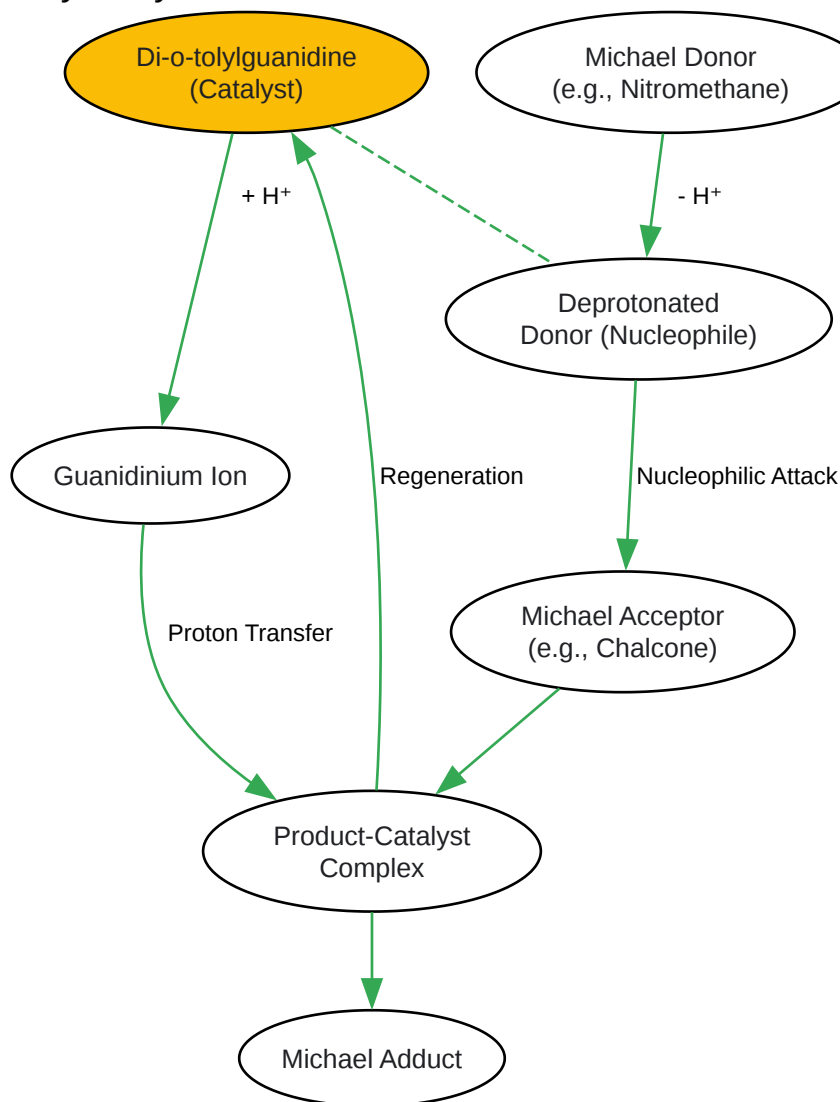 Di-o-tolylguanidine
(Catalyst)
Michael Donor
(e.g., Nitromethane)
+ H⁺
- H⁺
Deprotonated
Donor (Nucleophile)
Guanidinium Ion
Regeneration
Nucleophilic Attack
Proton Transfer
Michael Acceptor
(e.g., Chalcone)
Product-Catalyst
Complex
Michael Adduct